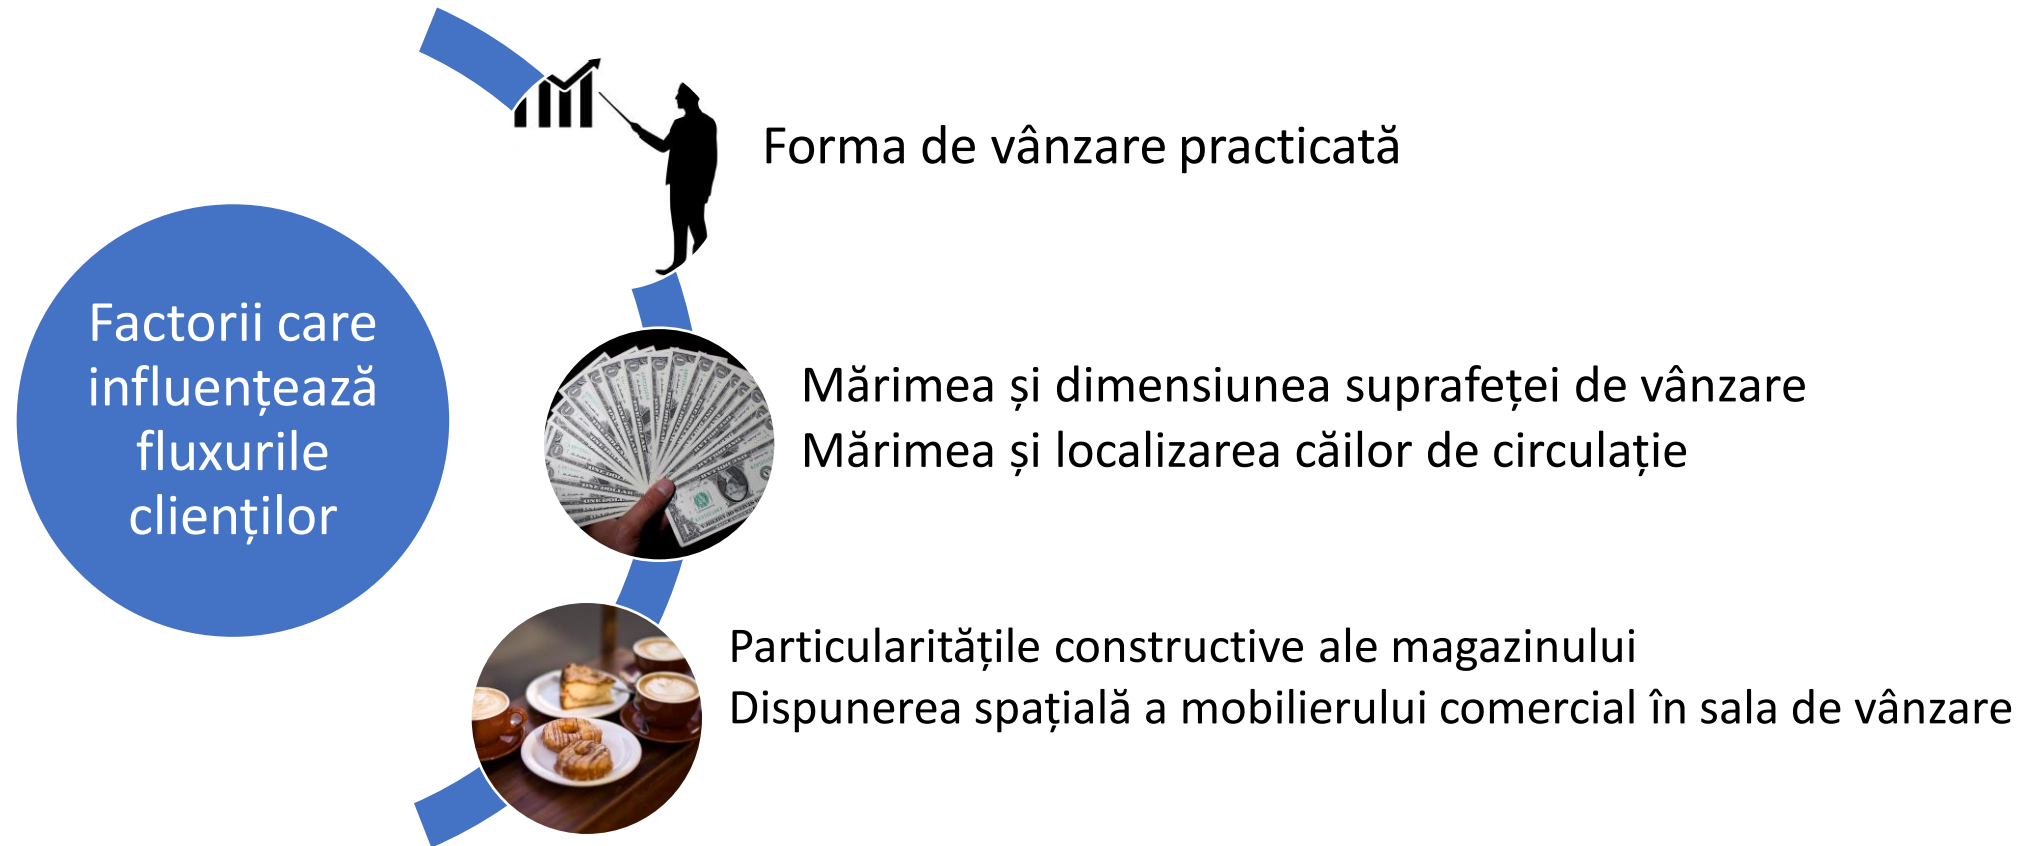 Factorii care
influențează
fluxurile
clienților
Forma de vânzare practicată
Mărimea și dimensiunea suprafeței de vânzare
Mărimea și localizarea căilor de circulație
Particularitățile constructive ale magazinului
Dispunerea spațială a mobilierului comercial în sala de vânzare